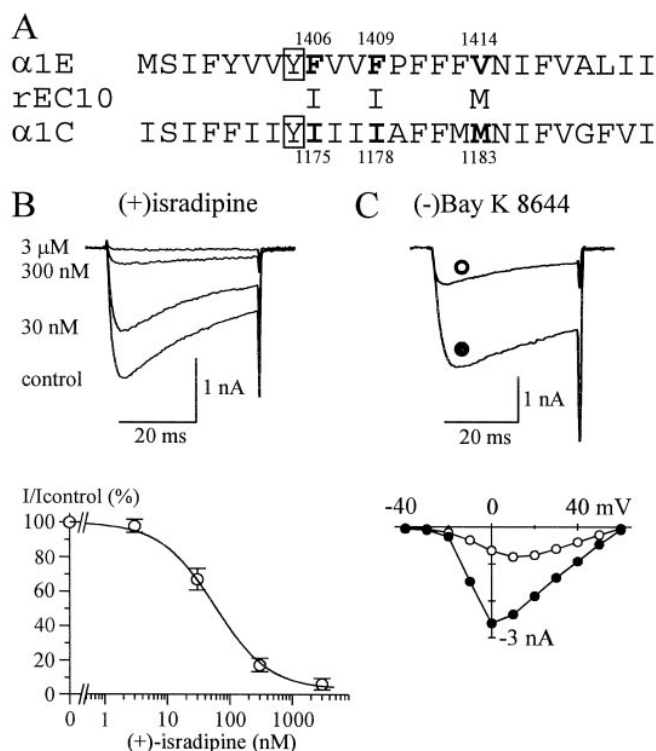 A
1406 1409 1414
α1E MSIFYVVYFVVFPFFFVNIFVALII
rEC10 I I M
α1C ISIFFIIYIIIIAFFMMNIFVGFVI
1175 1178 1183
B (+)isradipine
3 μM
300 nM
30 nM
control
1 nA
20 ms
C (-)Bay K 8644
1 nA
20 ms
I/Icontrol (%)
100
80
60
40
20
0
0 1 10 100 1000
(+)-isradipine (nM)
-40 0 40 mV
-3 nA